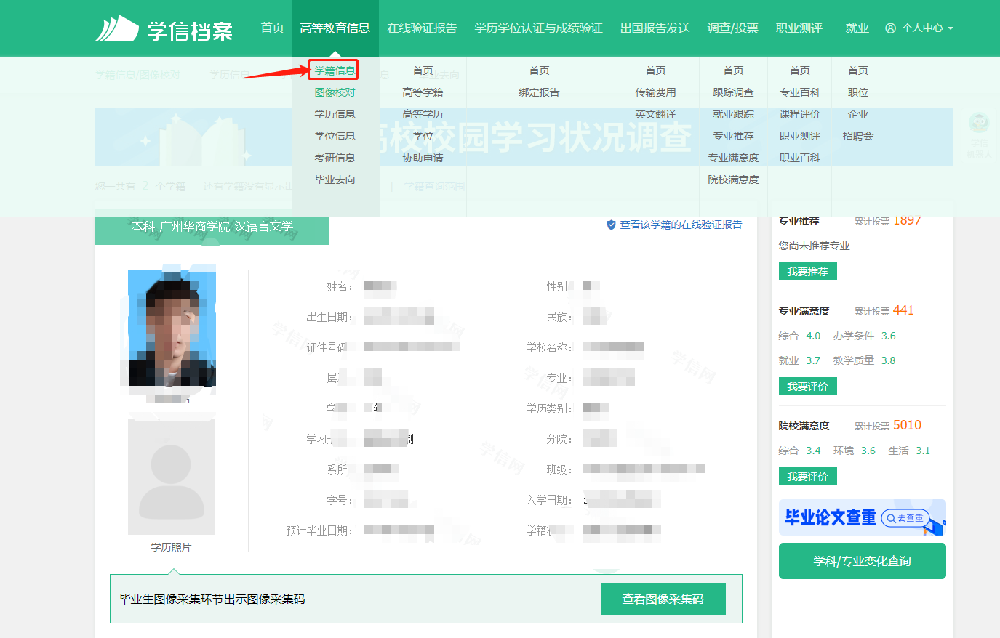 学信档案
首页 高等教育信息 在线验证报告 学历学位认证与成绩验证 出国报告发送 调查/投票 职业测评 就业 个人中心
学籍信息/图像校对 学历信息
学籍信息 首页 首页 首页 首页 首页 首页
图像校对 高等学籍 绑定报告 传输费用 跟踪调查 专业百科 职位
学历信息 高等学历 英文翻译 就业跟踪 课程评价 企业
学位信息 学位 专业推荐 职业测评 招聘会
考研信息 协助申请 专业满意度 职业百科
毕业去向 院校满意度
高校校园学习状况调查
学信
机器人
您一共有 2 个学籍 还有学籍没有显示出 | 学籍查询范围
本科-广州华商学院-汉语言文学
查看该学籍的在线验证报告
姓名： 性别
出生日期： 民族：
证件号码 学校名称：
专业：
学历类别：
分院：
系所 班级：
学号： 入学日期：
预计毕业日期：
学历照片
毕业生图像采集环节出示图像采集码
查看图像采集码
专业推荐 累计投票 1897
您尚未推荐专业
我要推荐
专业满意度 累计投票 441
综合 4.0 办学条件 3.6
就业 3.7 教学质量 3.8
我要评价
院校满意度 累计投票 5010
综合 3.4 环境 3.6 生活 3.1
我要评价
毕业论文查重 去查重
学科/专业变化查询